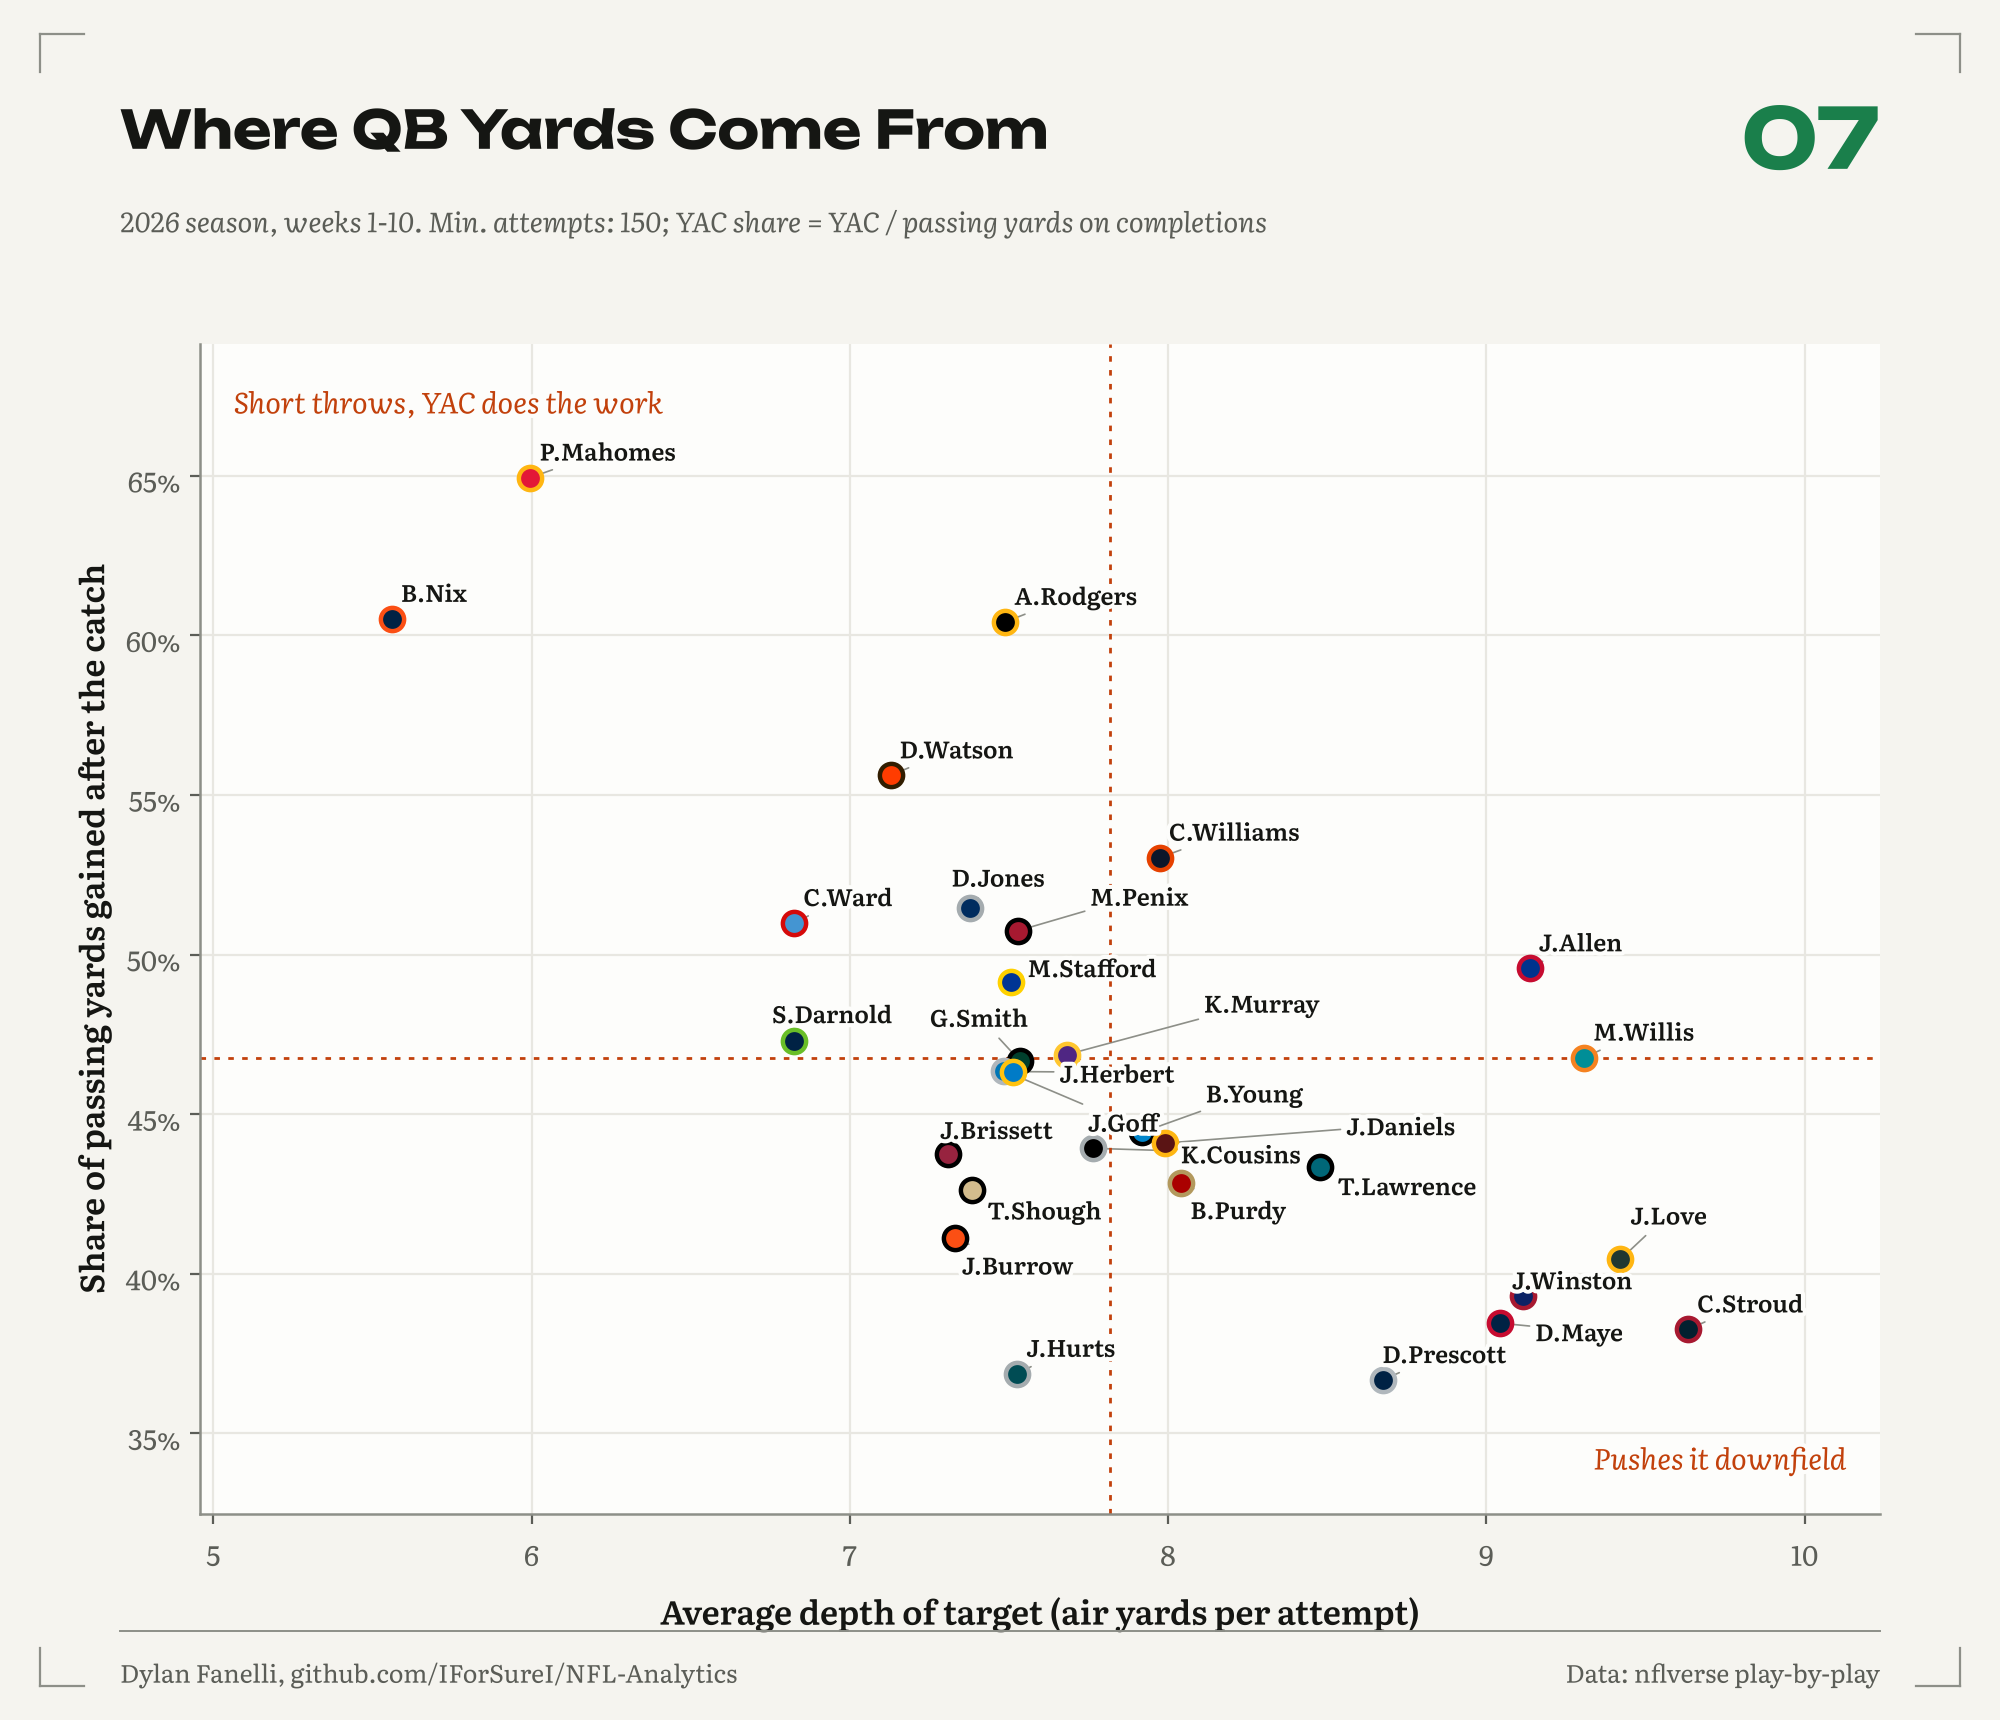 Where QB Yards Come From
07
2026 season, weeks 1-10. Min. attempts: 150; YAC share = YAC / passing yards on completions
Short throws, YAC does the work
P.Mahomes
65%
B.Nix
A.Rodgers
60%
D.Watson
55%
C.Williams
D.Jones
C.Ward
M.Penix
J.Allen
50%
M.Stafford
K.Murray
S.Darnold
G.Smith
M.Willis
J.Herbert
B.Young
45%
J.Goff
J.Daniels
J.Brissett
K.Cousins
T.Lawrence
T.Shough
B.Purdy
J.Love
J.Burrow
40%
J.Winston
C.Stroud
D.Maye
J.Hurts
D.Prescott
35%
Pushes it downfield
Share of passing yards gained after the catch
5 6 7 8 9 10
Average depth of target (air yards per attempt)
Dylan Fanelli, github.com/IForSureI/NFL-Analytics
Data: nflverse play-by-play